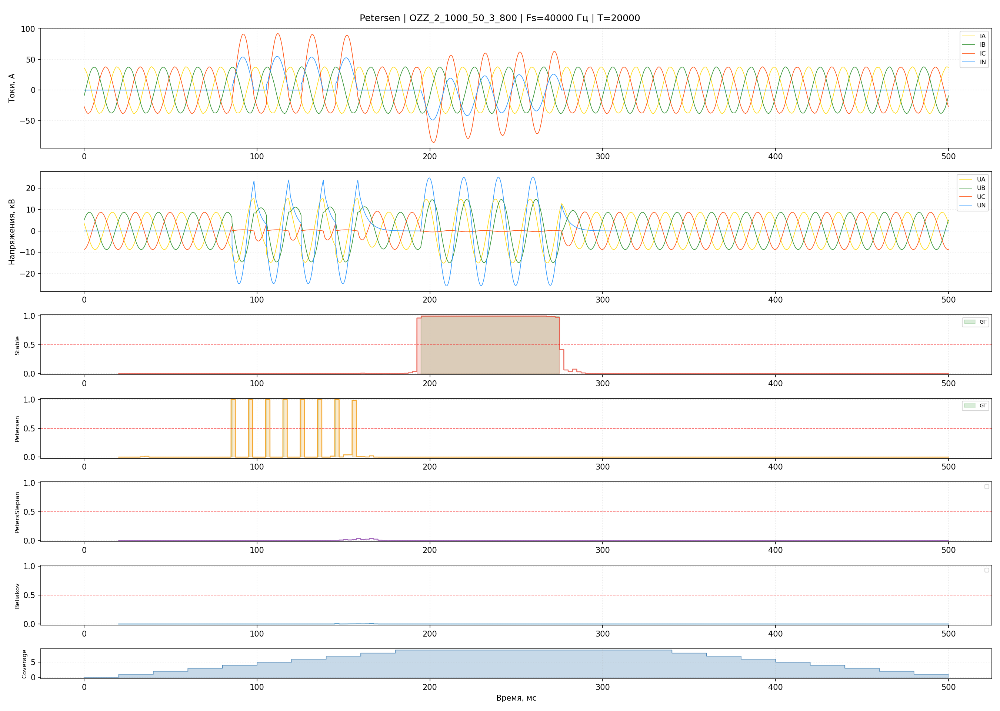 Petersen | OZZ_2_1000_50_3_800 | Fs=40000 Гц | T=20000
Токи, А
100
50
0
−50
IA
IB
IC
IN
0 100 200 300 400 500
Напряжения, кВ
20
10
0
−10
−20
UA
UB
UC
UN
0 100 200 300 400 500
Stable
1.0
0.5
0.0
GT
0 100 200 300 400 500
Petersen
1.0
0.5
0.0
GT
0 100 200 300 400 500
PetersSlepian
1.0
0.5
0.0
0 100 200 300 400 500
Beliakov
1.0
0.5
0.0
0 100 200 300 400 500
Coverage
5
0
0 100 200 300 400 500
Время, мс